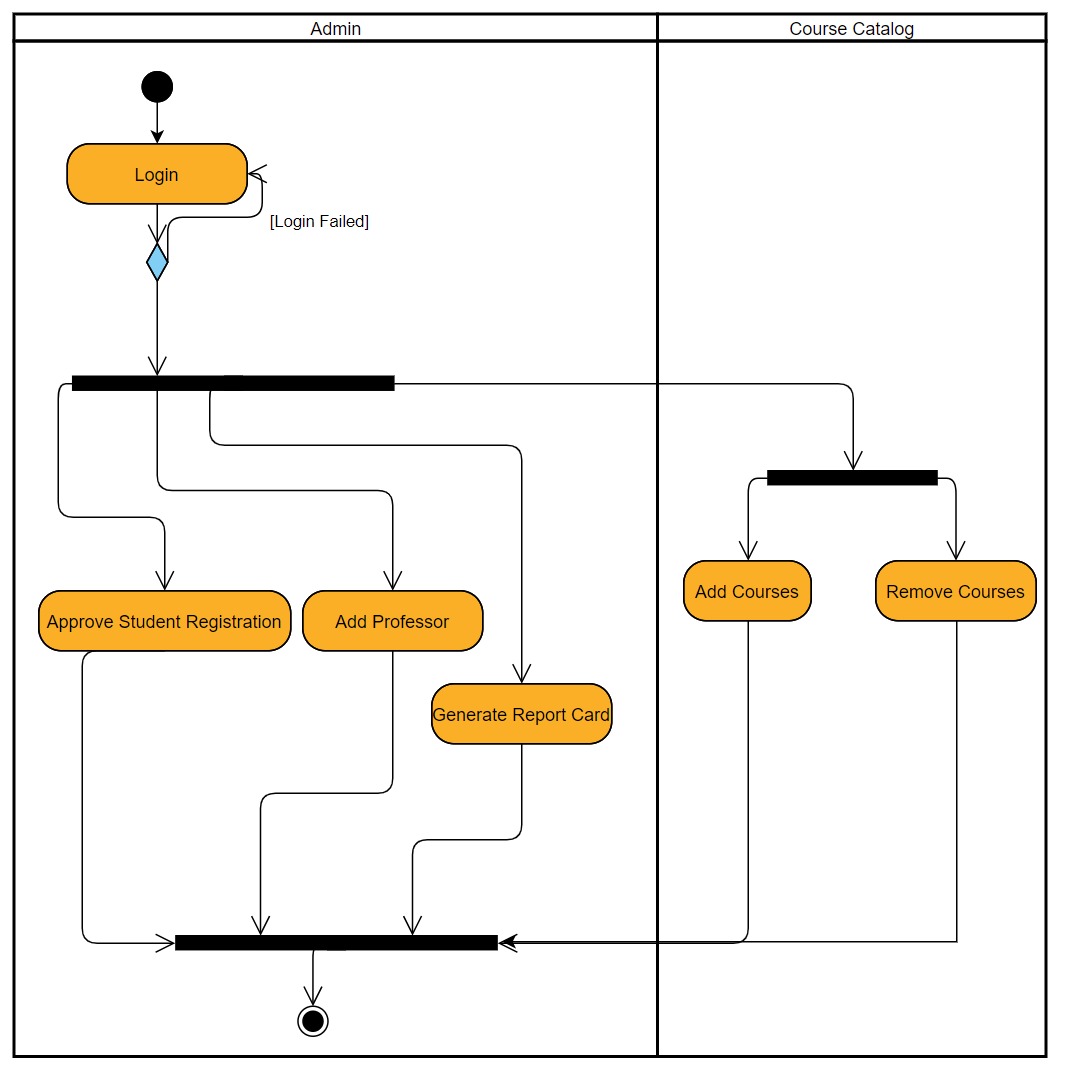 Admin
Course Catalog
Login
[Login Failed]
Add Courses
Remove Courses
Approve Student Registration
Add Professor
Generate Report Card